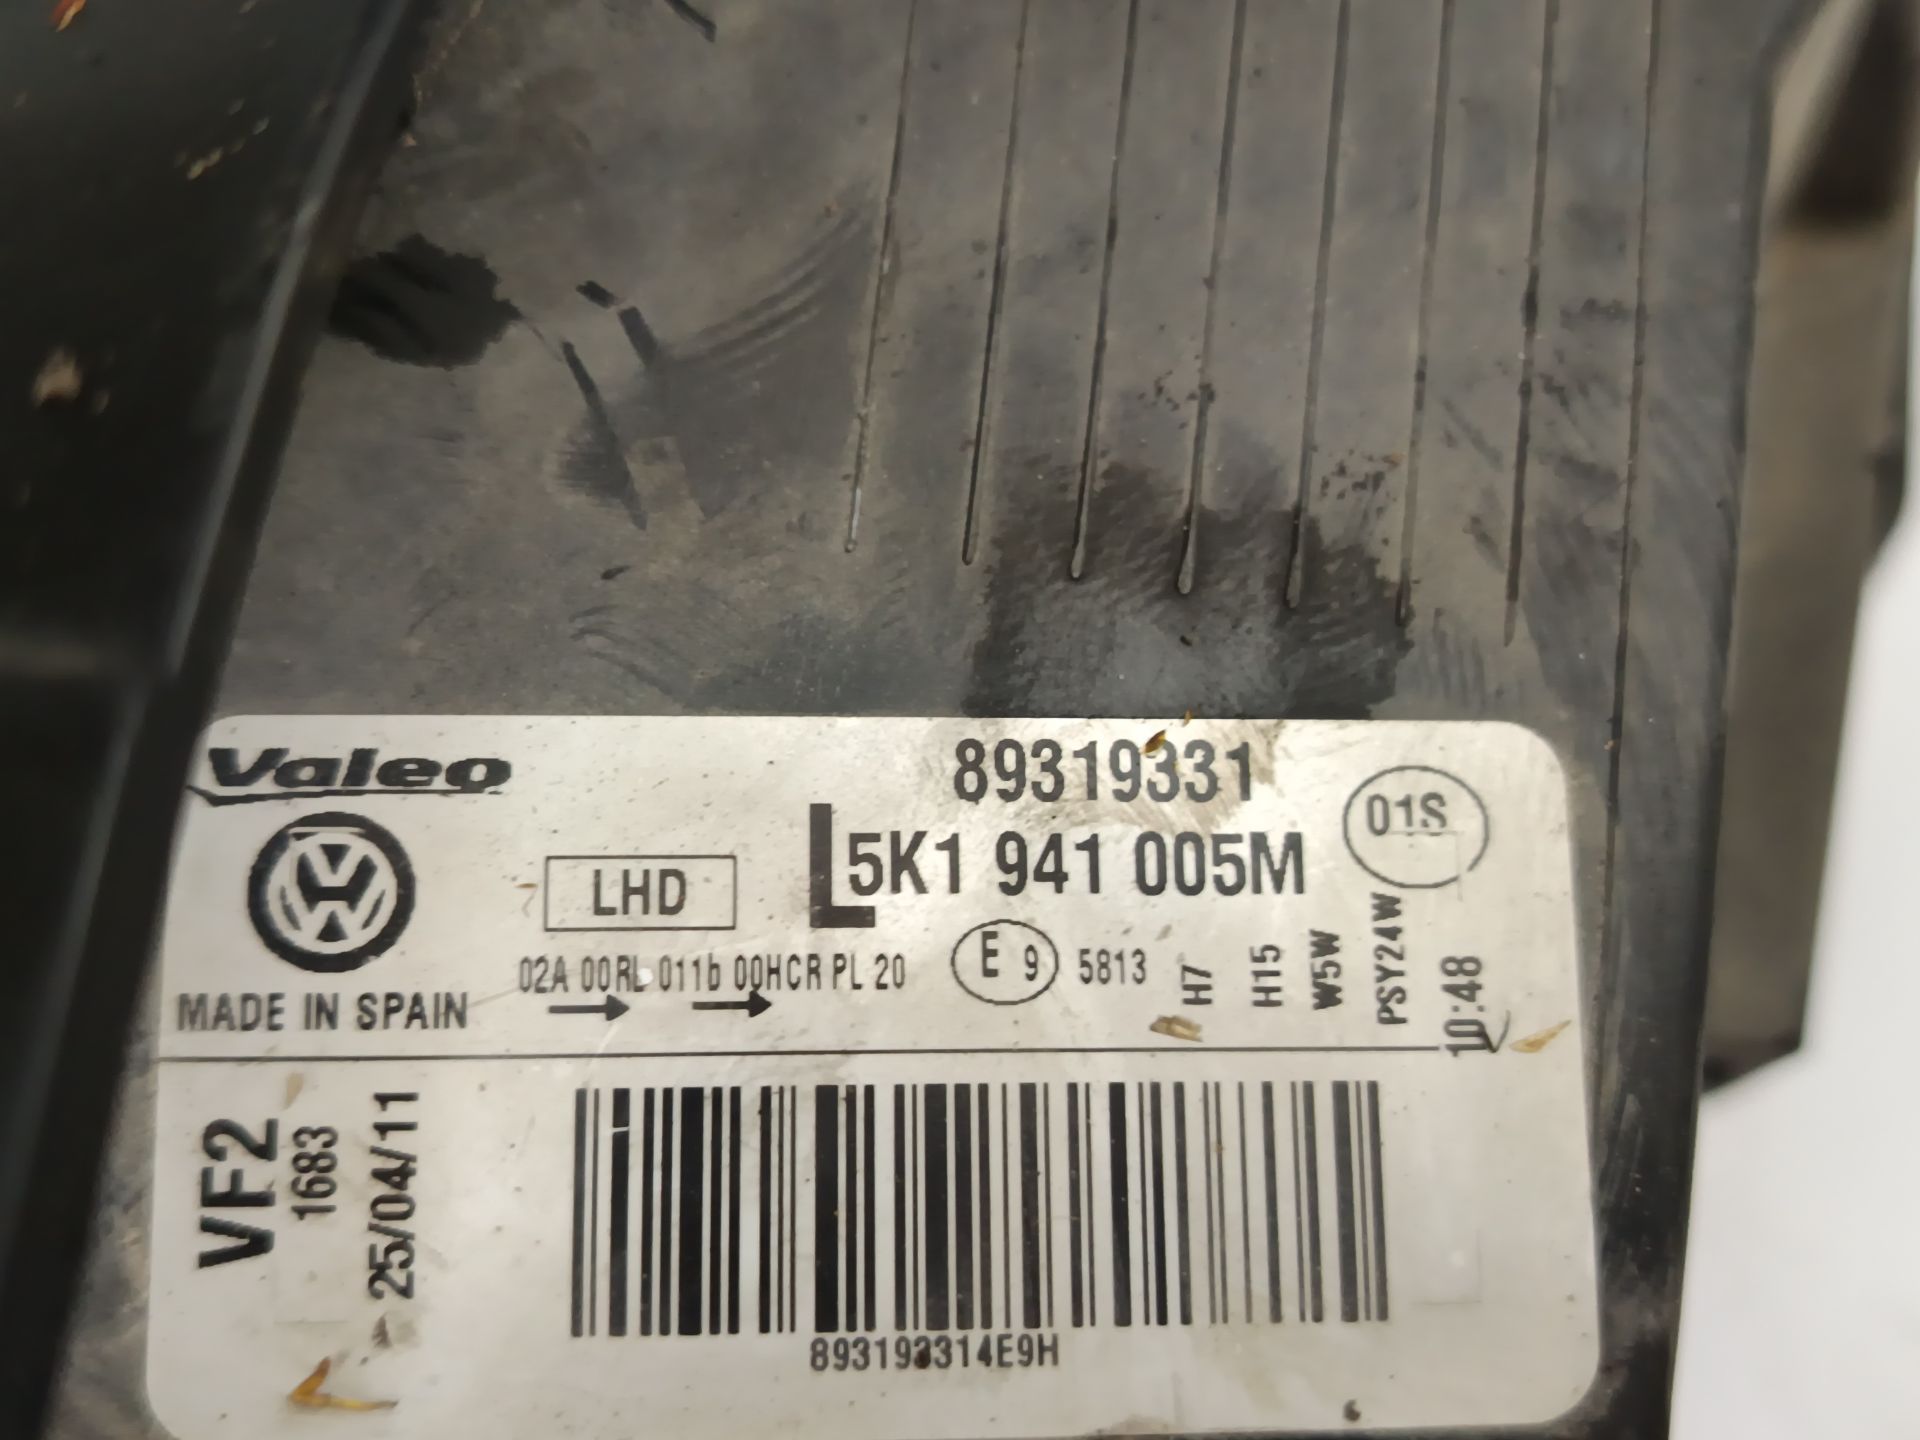 Valeo
89319331
01S
L 5K1 941 005M
LHD
02A 00RL 011b 00HCR PL 20
E 9 5813
H7
H15
W5W
PSY24W
10:48
MADE IN SPAIN
VF2
1683
25/04/11
893193314E9H